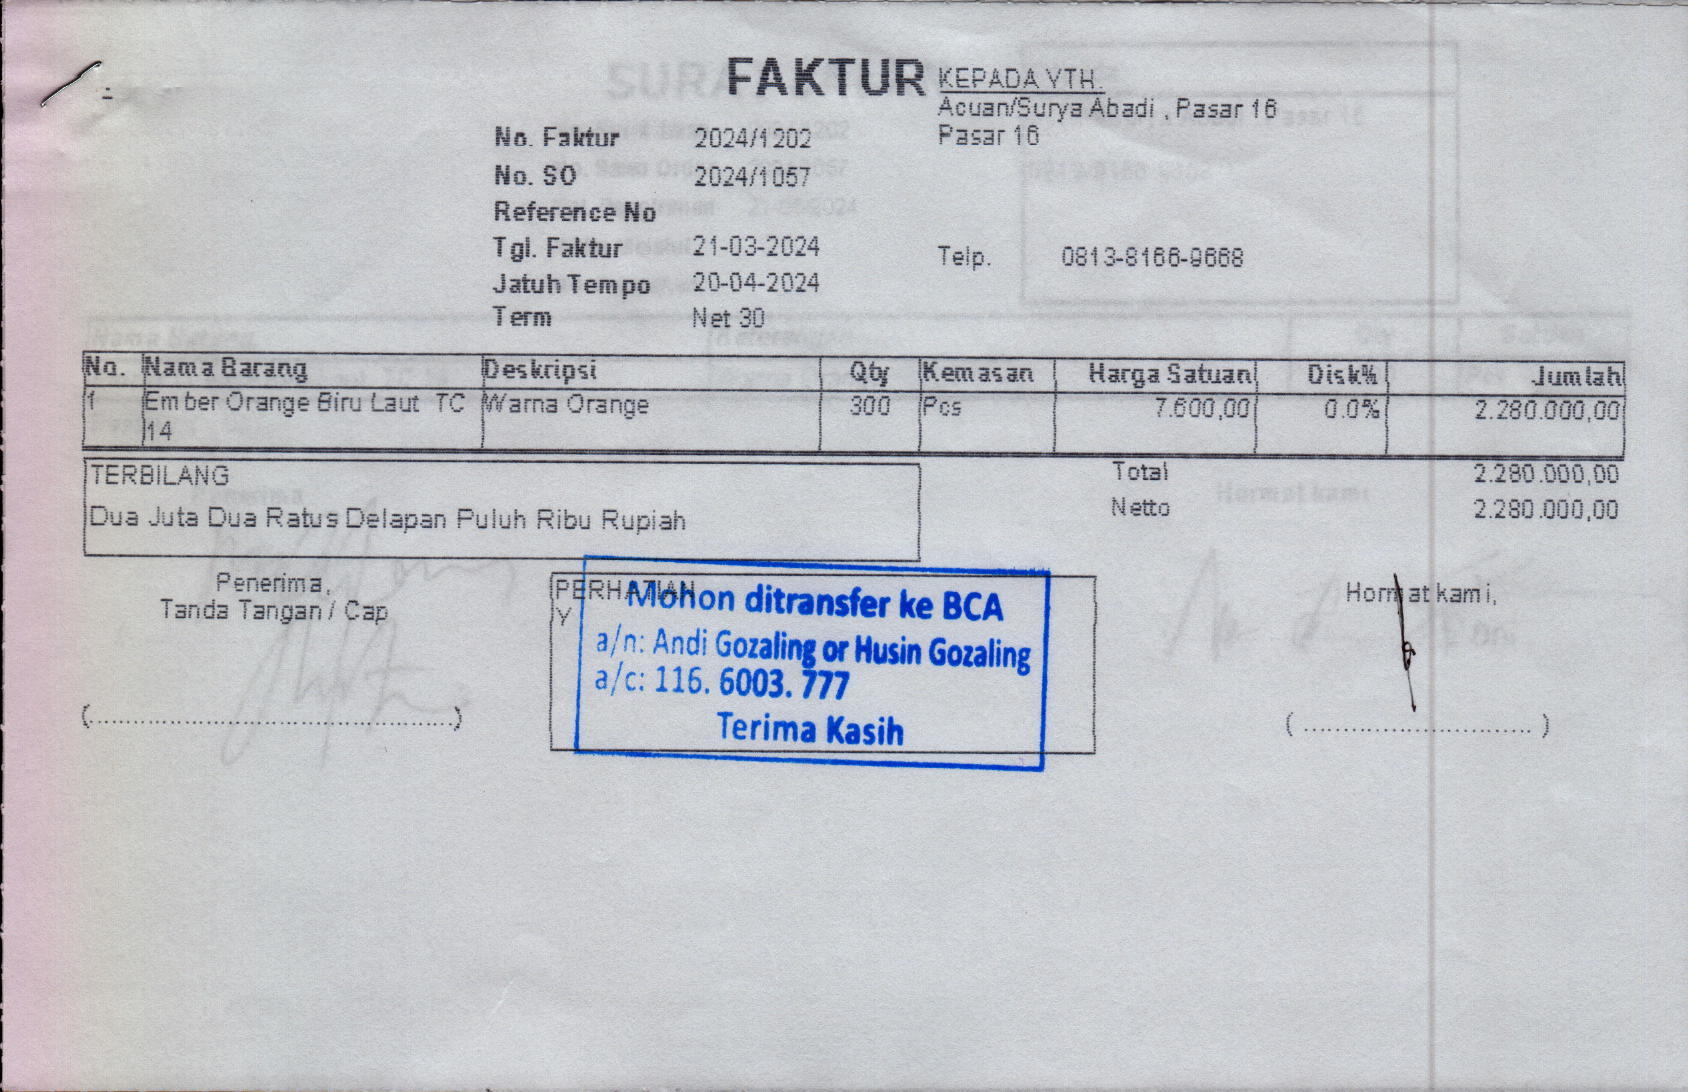 FAKTUR
KEPADA YTH.
Acuan/Surya Abadi , Pasar 16
Pasar 16
No. Faktur 2024/1202
No. SO 2024/1057
Reference No
Tgl. Faktur 21-03-2024
Telp. 0813-8166-9668
Jatuh Tempo 20-04-2024
Term Net 30
No. Nama Barang Deskripsi Qty Kemasan Harga Satuan Disk% Jumlah
1 Ember Orange Biru Laut TC Warna Orange 300 Pcs 7.600,00 0.0% 2.280.000,00
14
TERBILANG
Dua Juta Dua Ratus Delapan Puluh Ribu Rupiah
Total 2.280.000,00
Netto 2.280.000,00
Penerima,
Tanda Tangan / Cap
(..............................................)
PERHATIAN
Y
Mohon ditransfer ke BCA
a/n: Andi Gozaling or Husin Gozaling
a/c: 116. 6003. 777
Terima Kasih
Hormat kami,
( ............................. )